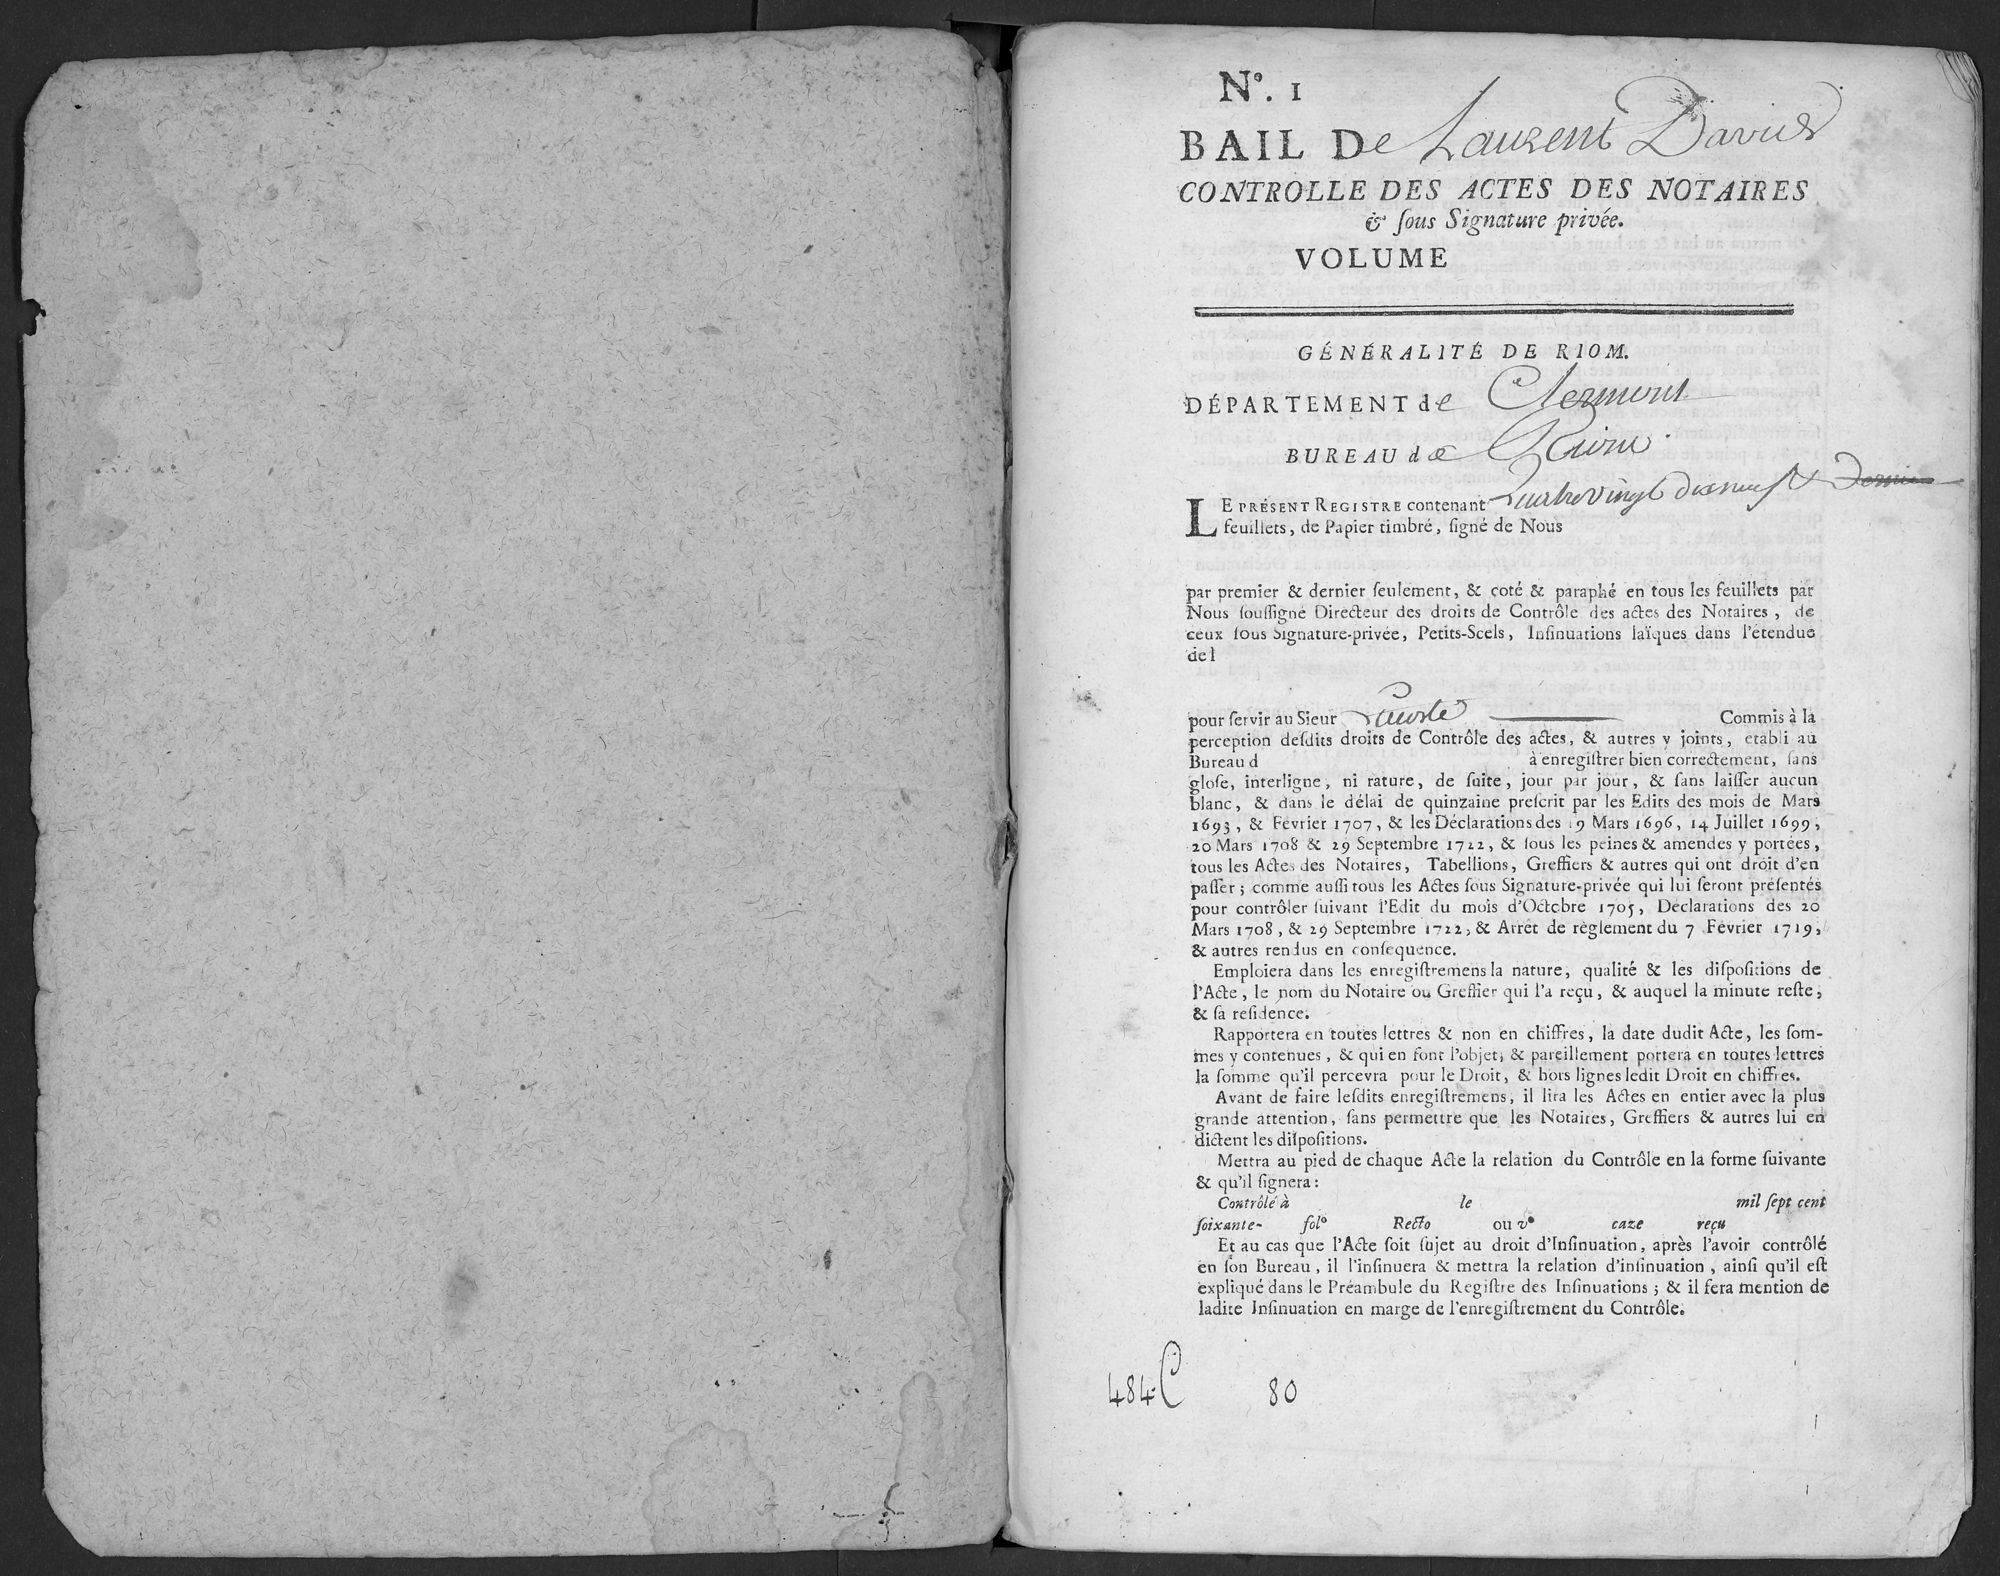 Nº. 1
BAIL De Laurent David
CONTROLLE DES ACTES DES NOTAIRES
& ſous Signature privée.
VOLUME
GÉNÉRALITÉ DE RIOM.
DÉPARTEMENT de Clermont
BUREAU de Riom
LE PRÉSENT REGISTRE contenant quatre vingt dixneuf
feuillets, de Papier timbré, ſigné de Nous
par premier & dernier ſeulement, & coté & paraphé en tous les feuillets par
Nous ſouſſigné Directeur des droits de Contrôle des actes des Notaires, de
ceux ſous Signature-privée, Petits-Scels, Inſinuations laïques dans l'étendue
de l
pour ſervir au Sieur Lacoste Commis à la
perception deſdits droits de Contrôle des actes, & autres y joints, etabli au
Bureau d à enregiſtrer bien correctement, ſans
gloſe, interligne, ni rature, de ſuite, jour par jour, & ſans laiſſer aucun
blanc, & dans le délai de quinzaine preſcrit par les Edits des mois de Mars
1693, & Février 1707, & les Déclarations des 19 Mars 1696, 14 Juillet 1699,
20 Mars 1708 & 29 Septembre 1722, & ſous les peines & amendes y portées,
tous les Actes des Notaires, Tabellions, Greffiers & autres qui ont droit d'en
paſſer; comme auſſi tous les Actes ſous Signature-privée qui lui ſeront préſentés
pour contrôler ſuivant l'Edit du mois d'Octobre 1705, Déclarations des 20
Mars 1708, & 29 Septembre 1722, & Arrêt de règlement du 7 Février 1719,
& autres rendus en conſequence.
Emploiera dans les enregiſtremens la nature, qualité & les diſpoſitions de
l'Acte, le nom du Notaire ou Greffier qui l'a reçu, & auquel la minute reſte,
& ſa reſidence.
Rapportera en toutes lettres & non en chiffres, la date dudit Acte, les ſom-
mes y contenues, & qui en font l'objet; & pareillement portera en toutes lettres
la ſomme qu'il percevra pour le Droit, & hors lignes ledit Droit en chiffres.
Avant de faire leſdits enregiſtremens, il lira les Actes en entier avec la plus
grande attention, ſans permettre que les Notaires, Greffiers & autres lui en
dictent les diſpoſitions.
Mettra au pied de chaque Acte la relation du Contrôle en la forme ſuivante
& qu'il ſignera:
Contrôlé à le mil ſept cent
ſoixante- folº Recto ou vº caze reçu
Et au cas que l'Acte ſoit ſujet au droit d'Inſinuation, après l'avoir contrôlé
en ſon Bureau, il l'inſinuera & mettra la relation d'inſinuation, ainſi qu'il eſt
expliqué dans le Préambule du Regiſtre des Inſinuations; & il fera mention de
ladite Inſinuation en marge de l'enregiſtrement du Contrôle.
484 C 80